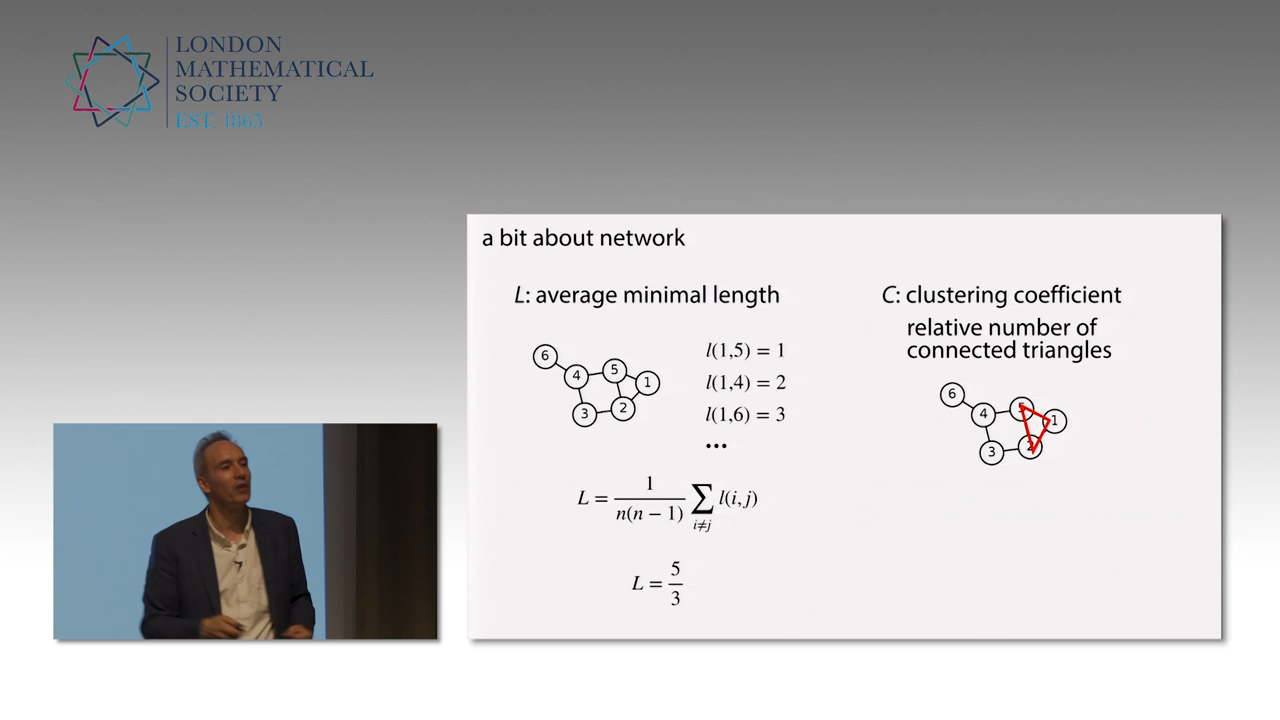 LONDON
MATHEMATICAL
SOCIETY
EST. 1865
a bit about network
L: average minimal length
6
4
5
1
3
2
l(1,5) = 1
l(1,4) = 2
l(1,6) = 3
...
L = 1/n(n − 1) ∑ i≠j l(i,j)
L = 5/3
C: clustering coefficient
relative number of
connected triangles
6
4
5
1
3
2